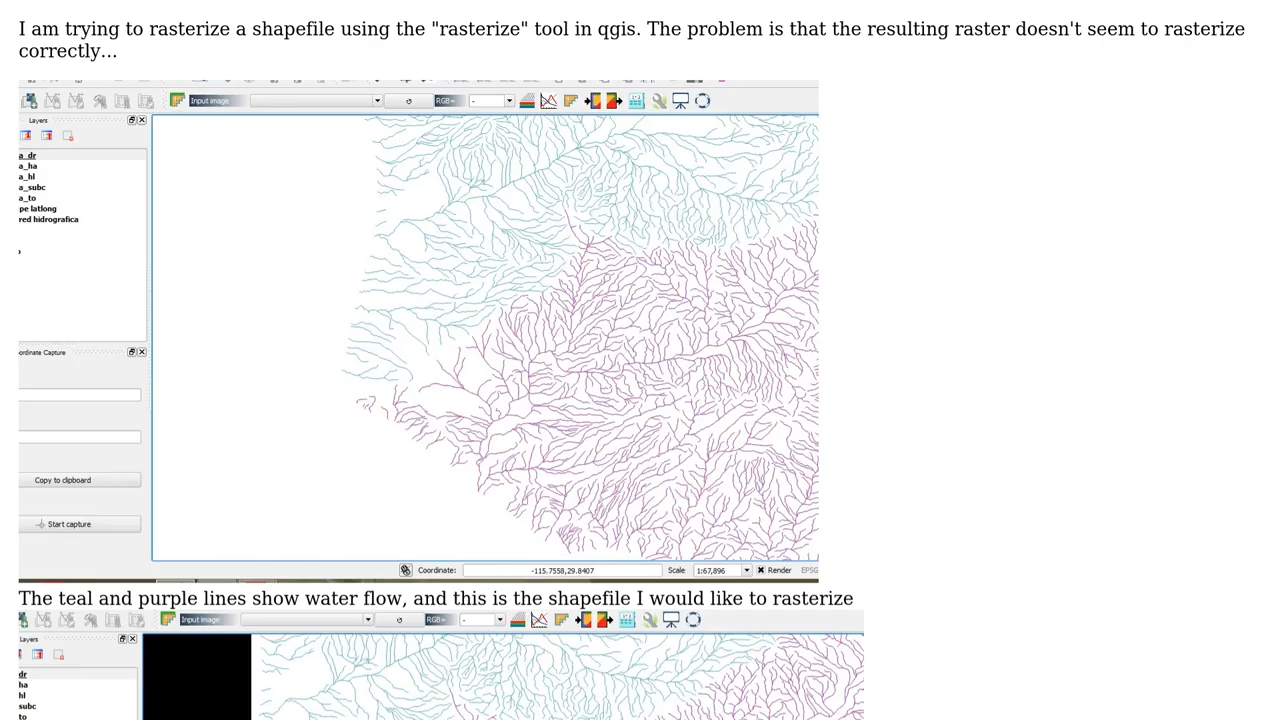 I am trying to rasterize a shapefile using the "rasterize" tool in qgis. The problem is that the resulting raster doesn't seem to rasterize
correctly...
Input image
RGB=
-
Layers
a_dr
a_ha
a_hl
a_subc
a_to
pe latlong
red hidrografica
ordinate Capture
Copy to clipboard
Start capture
Coordinate: -115.7558,29.8407 Scale 1:67,896 Render EPSG
The teal and purple lines show water flow, and this is the shapefile I would like to rasterize
Input image
RGB=
-
Layers
dr
ha
hl
subc
to